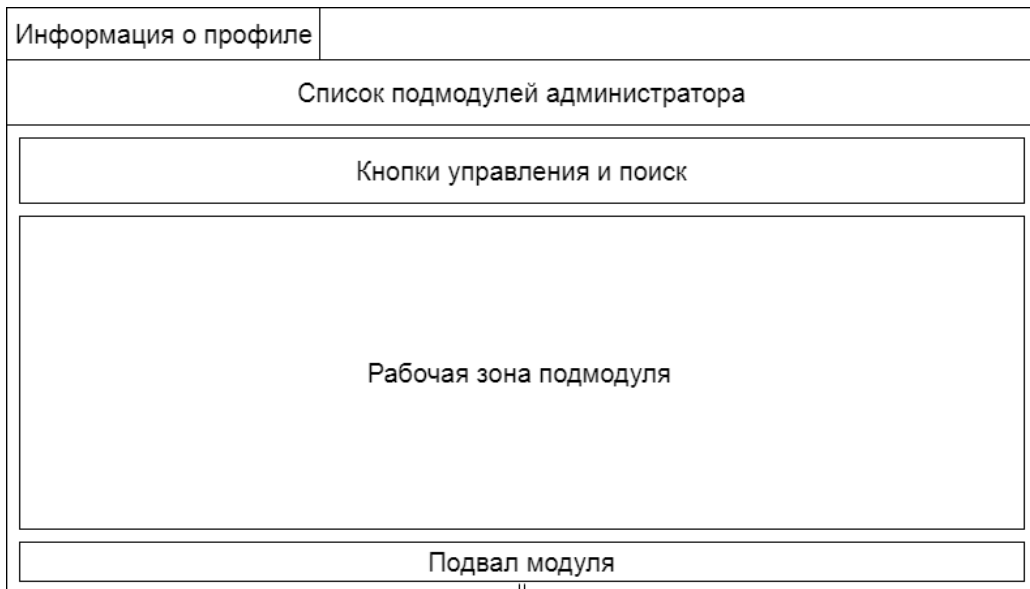 Информация о профиле
Список подмодулей администратора
Кнопки управления и поиск
Рабочая зона подмодуля
Подвал модуля